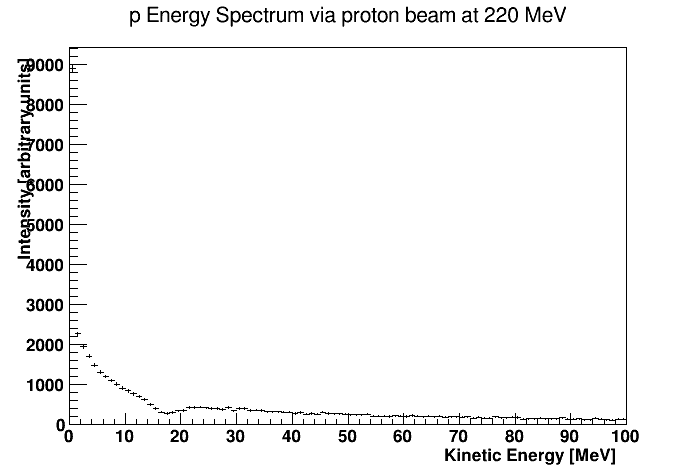 p Energy Spectrum via proton beam at 220 MeV
Intensity [arbitrary units]
9000
8000
7000
6000
5000
4000
3000
2000
1000
0
0 10 20 30 40 50 60 70 80 90 100
Kinetic Energy [MeV]